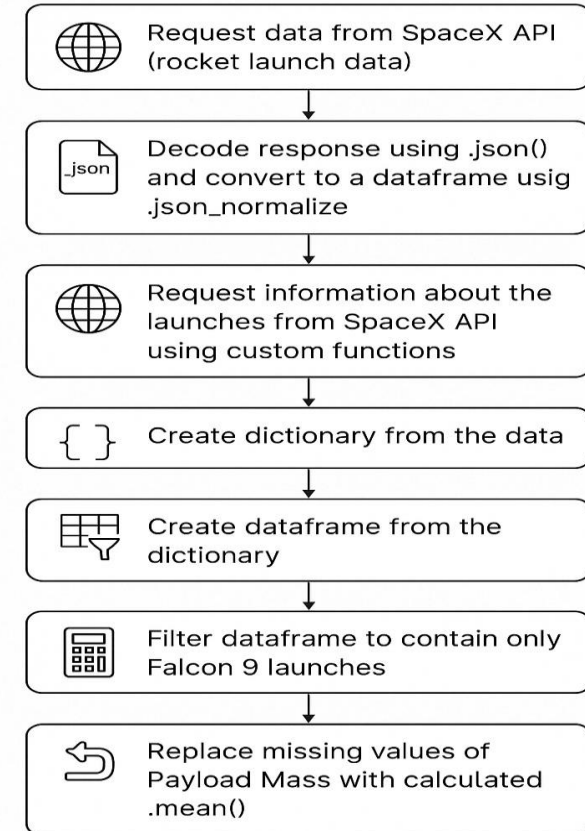 Request data from SpaceX API
(rocket launch data)
_json
Decode response using .json()
and convert to a dataframe usig
.json_normalize
Request information about the
launches from SpaceX API
using custom functions
{ }
Create dictionary from the data
Create dataframe from the
dictionary
Filter dataframe to contain only
Falcon 9 launches
Replace missing values of
Payload Mass with calculated
.mean()